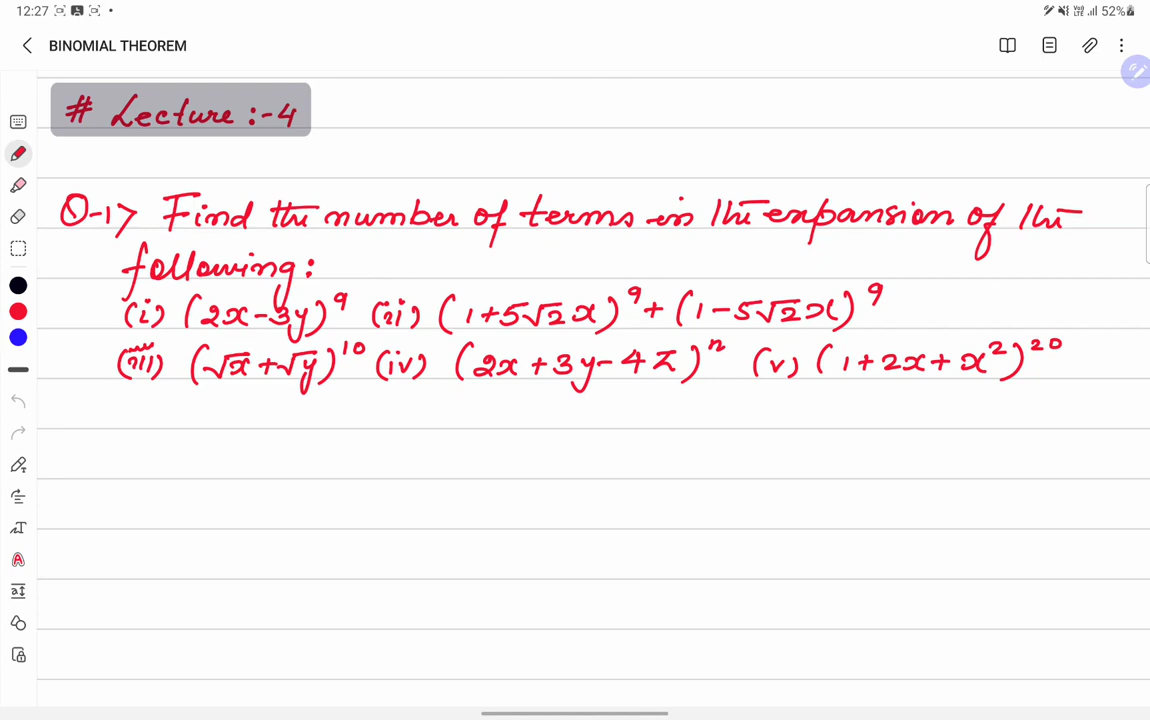 12:27 52%
BINOMIAL THEOREM
# Lecture :- 4
Q-1> Find the number of terms in the expansion of the
following:
(i) (2x-3y)⁹ (ii) (1+5√2x)⁹+(1-5√2x)⁹
(iii) (√x+√y)¹⁰ (iv) (2x+3y-4z)ⁿ (v) (1+2x+x²)²⁰